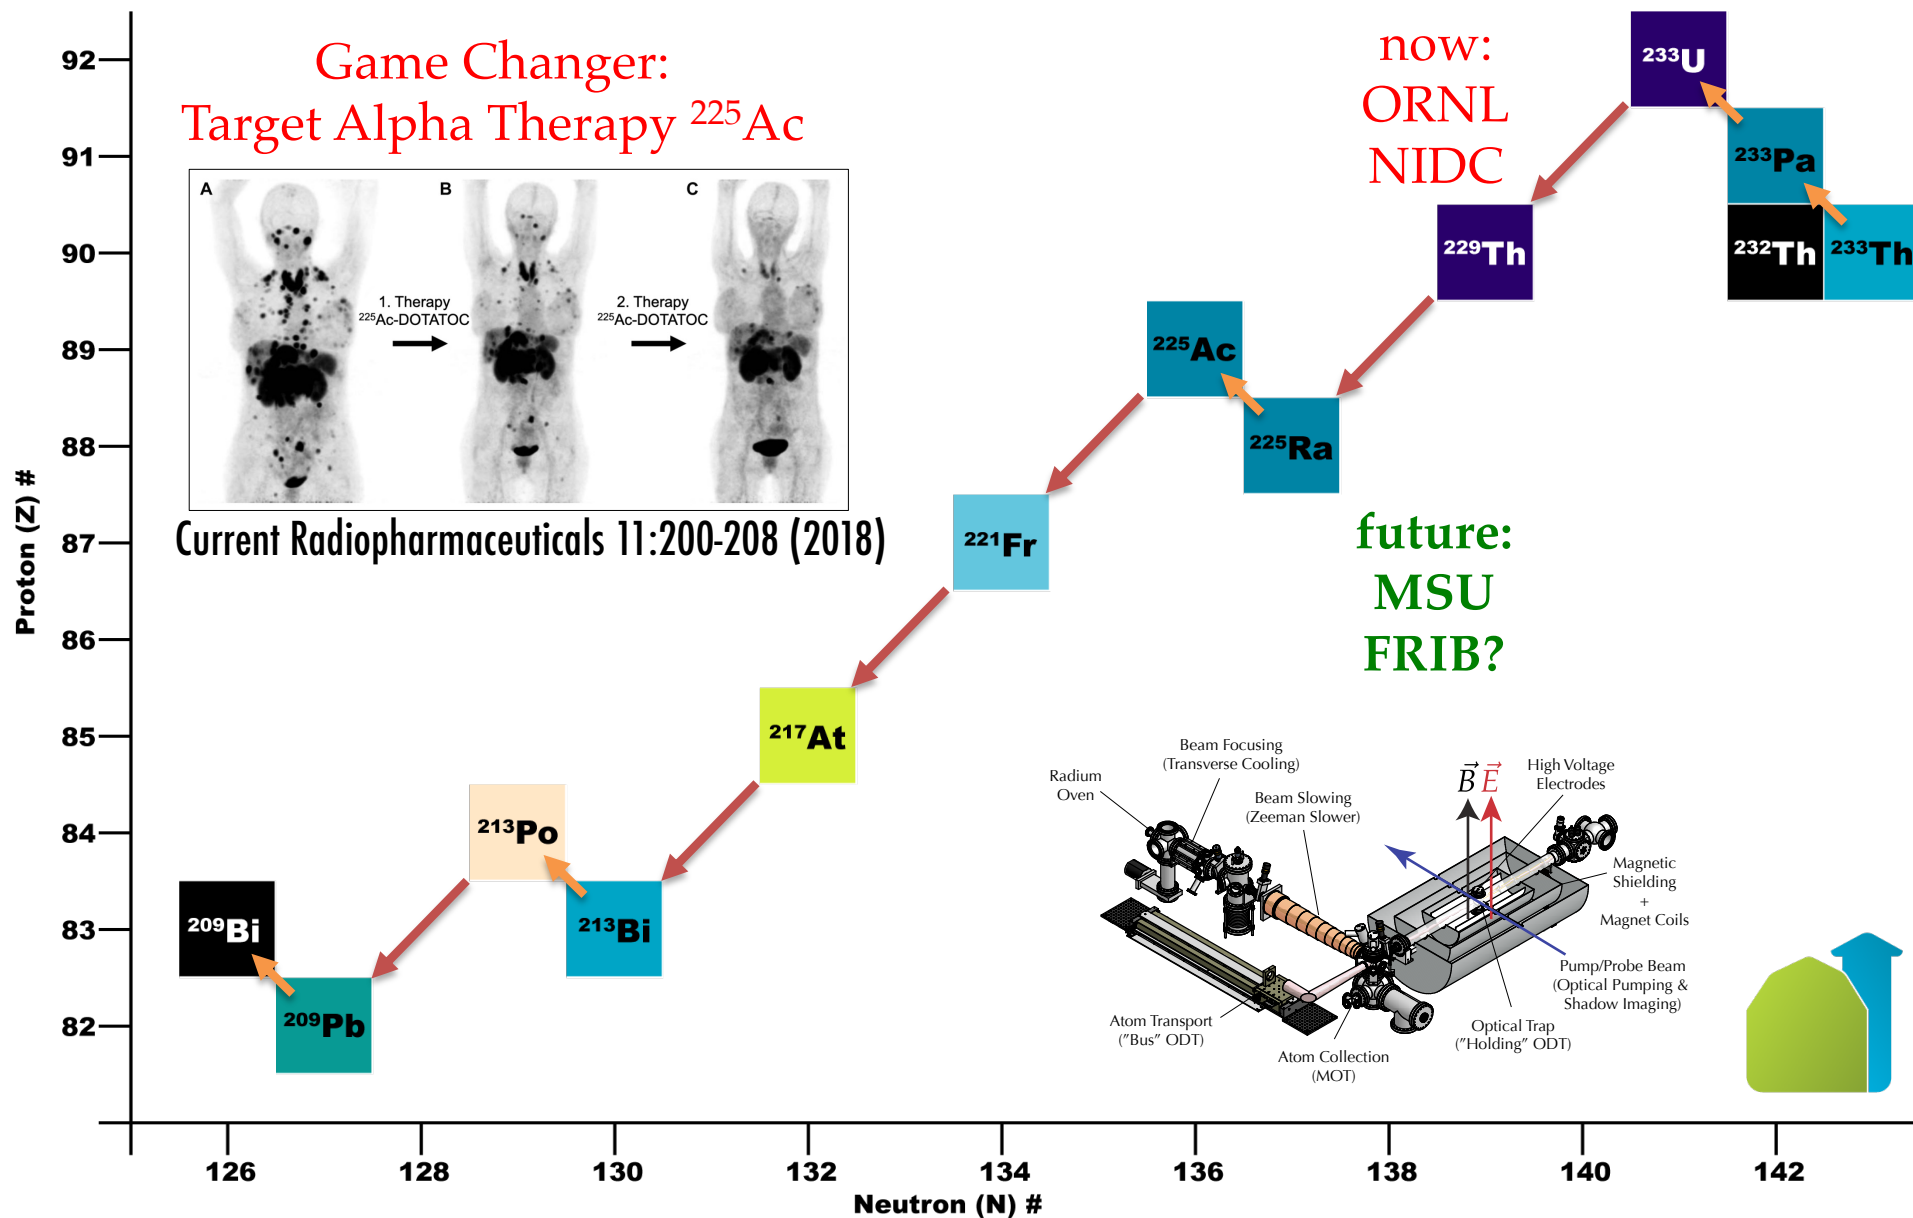 Game Changer:
Target Alpha Therapy ²²⁵Ac
A
B
C
1. Therapy
²²⁵Ac-DOTATOC
2. Therapy
²²⁵Ac-DOTATOC
Current Radiopharmaceuticals 11:200-208 (2018)
now:
ORNL
NIDC
future:
MSU
FRIB?
²³³U
²³³Pa
²³²Th
²³³Th
²²⁹Th
²²⁵Ac
²²⁵Ra
²²¹Fr
²¹⁷At
²¹³Po
²¹³Bi
²⁰⁹Bi
²⁰⁹Pb
Radium
Oven
Beam Focusing
(Transverse Cooling)
Beam Slowing
(Zeeman Slower)
B⃗ E⃗
High Voltage
Electrodes
Magnetic
Shielding
+
Magnet Coils
Pump/Probe Beam
(Optical Pumping &
Shadow Imaging)
Optical Trap
("Holding" ODT)
Atom Collection
(MOT)
Atom Transport
("Bus" ODT)
Proton (Z) #
92
91
90
89
88
87
86
85
84
83
82
126 128 130 132 134 136 138 140 142
Neutron (N) #